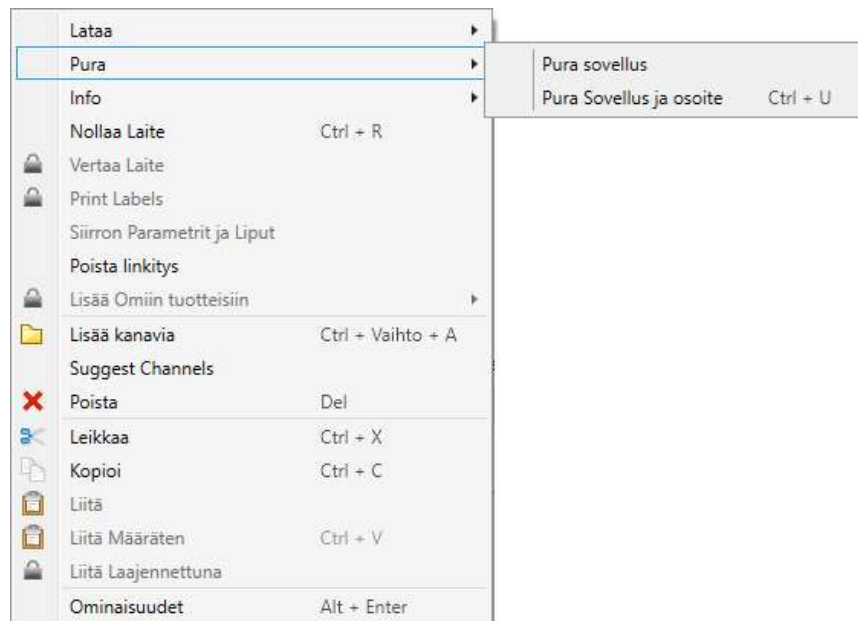 Lataa
Pura
Pura sovellus
Info
Pura Sovellus ja osoite Ctrl + U
Nollaa Laite Ctrl + R
Vertaa Laite
Print Labels
Siirron Parametrit ja Liput
Poista linkitys
Lisää Omiin tuotteisiin
Lisää kanavia Ctrl + Vaihto + A
Suggest Channels
Poista Del
Leikkaa Ctrl + X
Kopioi Ctrl + C
Liitä
Liitä Määräten Ctrl + V
Liitä Laajennettuna
Ominaisuudet Alt + Enter